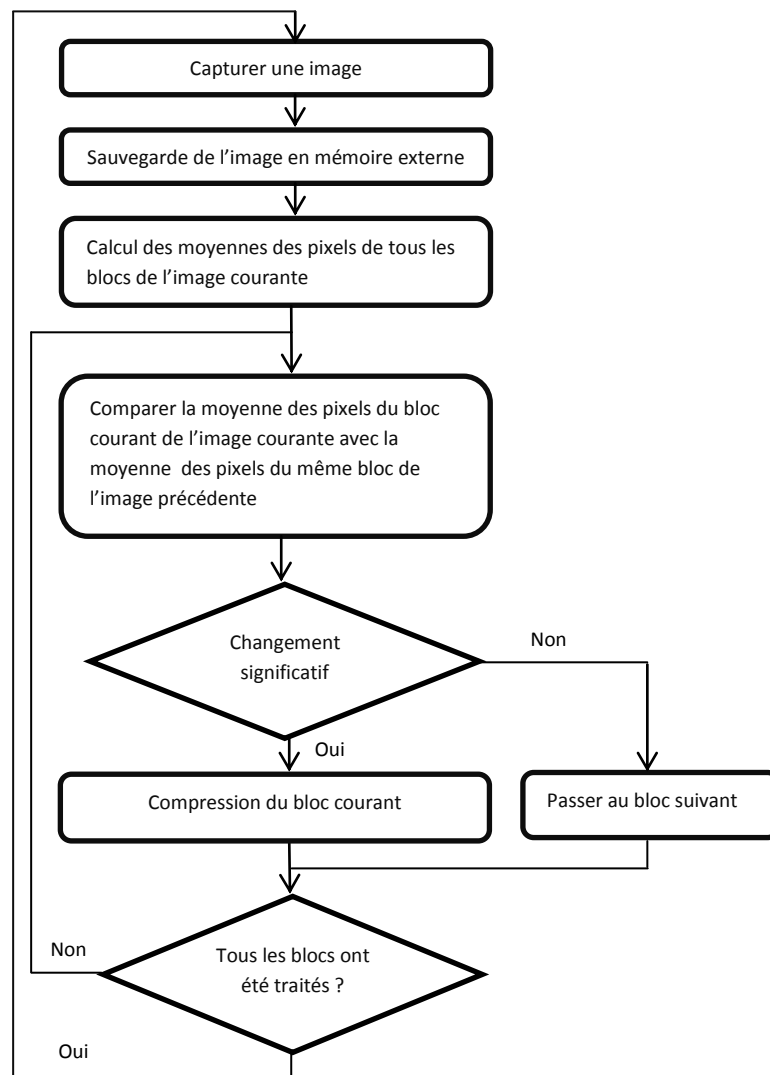 Capturer une image
Sauvegarde de l’image en mémoire externe
Calcul des moyennes des pixels de tous les
blocs de l’image courante
Comparer la moyenne des pixels du bloc
courant de l’image courante avec la
moyenne des pixels du même bloc de
l’image précédente
Changement
significatif
Non
Oui
Compression du bloc courant
Passer au bloc suivant
Non
Tous les blocs ont
été traités ?
Oui